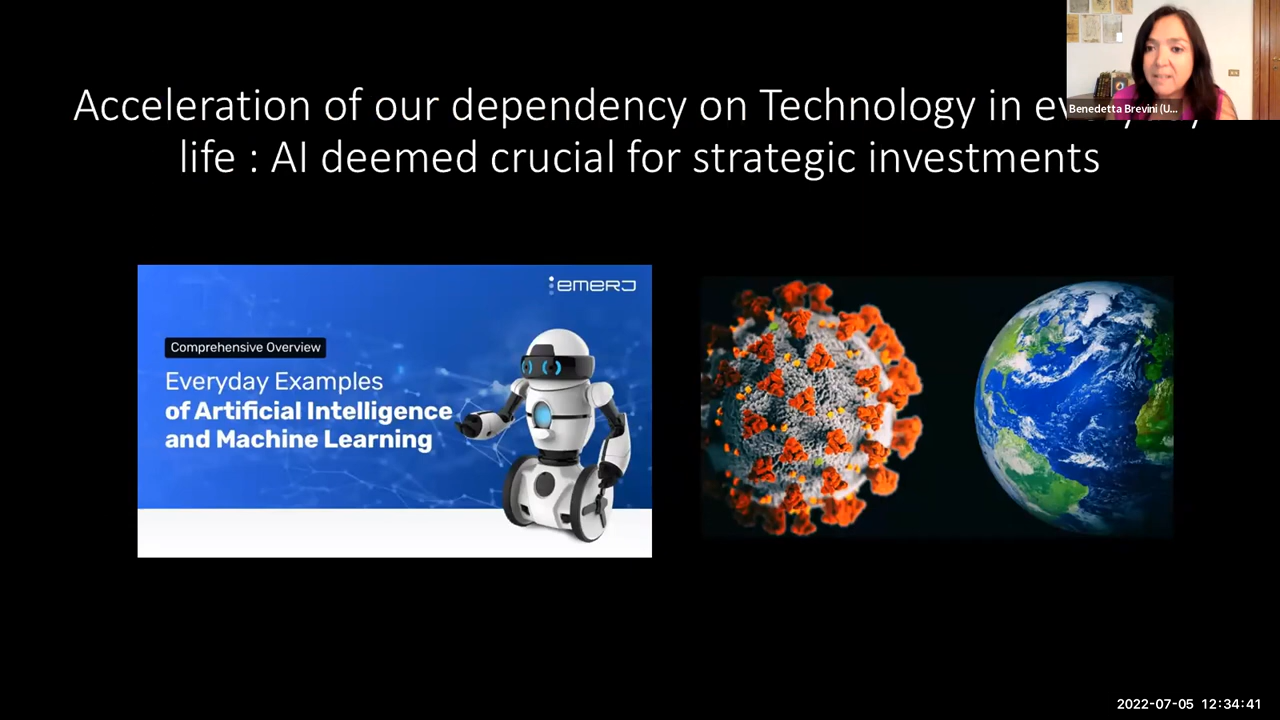 Acceleration of our dependency on Technology in
life : AI deemed crucial for strategic investments
Benedetta Brevini (U...
emerj
Comprehensive Overview
Everyday Examples
of Artificial Intelligence
and Machine Learning
2022-07-05 12:34:41